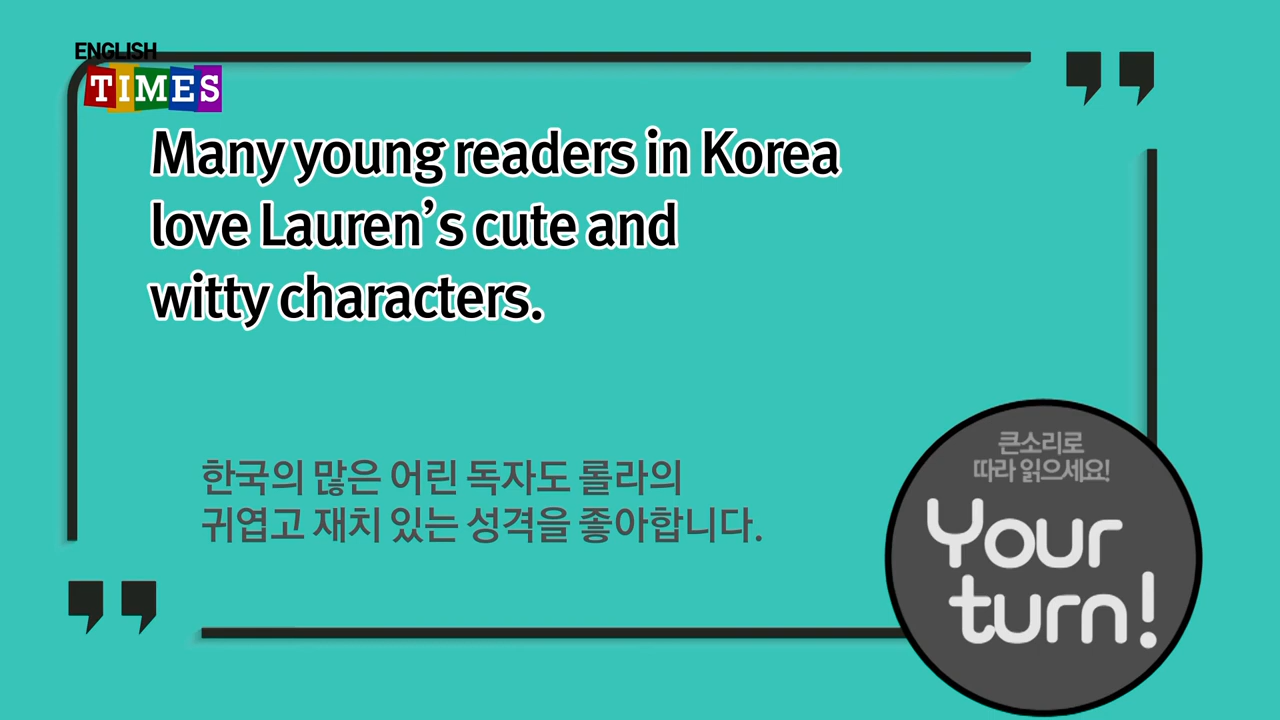 ENGLISH
TIMES
Many young readers in Korea
love Lauren’s cute and
witty characters.
한국의 많은 어린 독자도 롤라의
귀엽고 재치 있는 성격을 좋아합니다.
큰소리로
따라 읽으세요!
Your
turn!